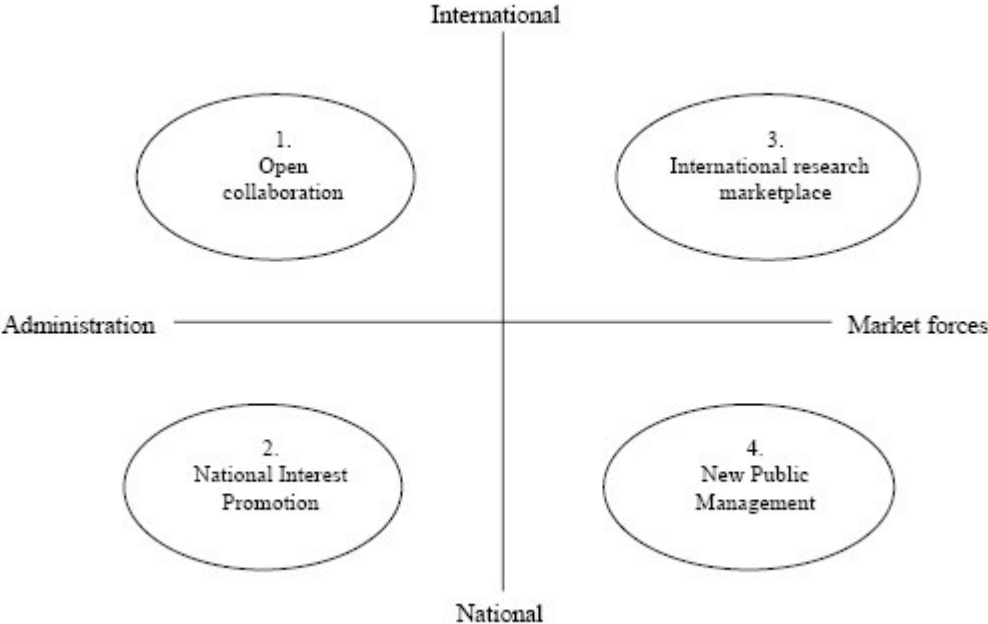 International
1.
Open
collaboration
3.
International research
marketplace
Administration
Market forces
2.
National Interest
Promotion
4.
New Public
Management
National